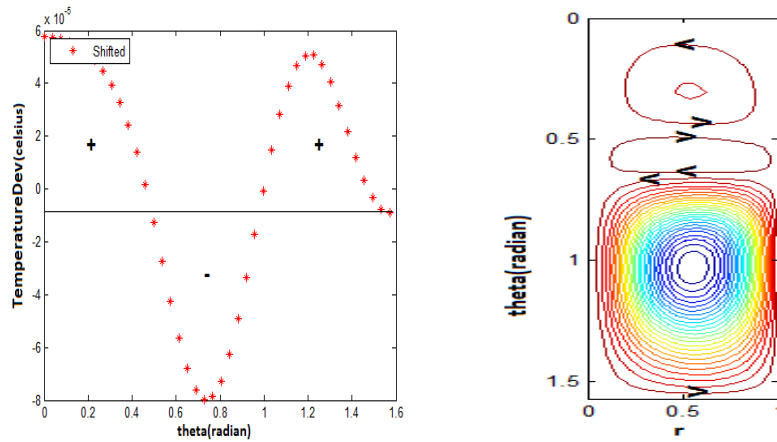 x 10-5
Shifted
6
4
2
0
-2
-4
-6
-8
TemperatureDev(celsius)
+
+
-
0 0.2 0.4 0.6 0.8 1 1.2 1.4 1.6
theta(radian)
0
0.5
1
1.5
theta(radian)
0 0.5 1
r